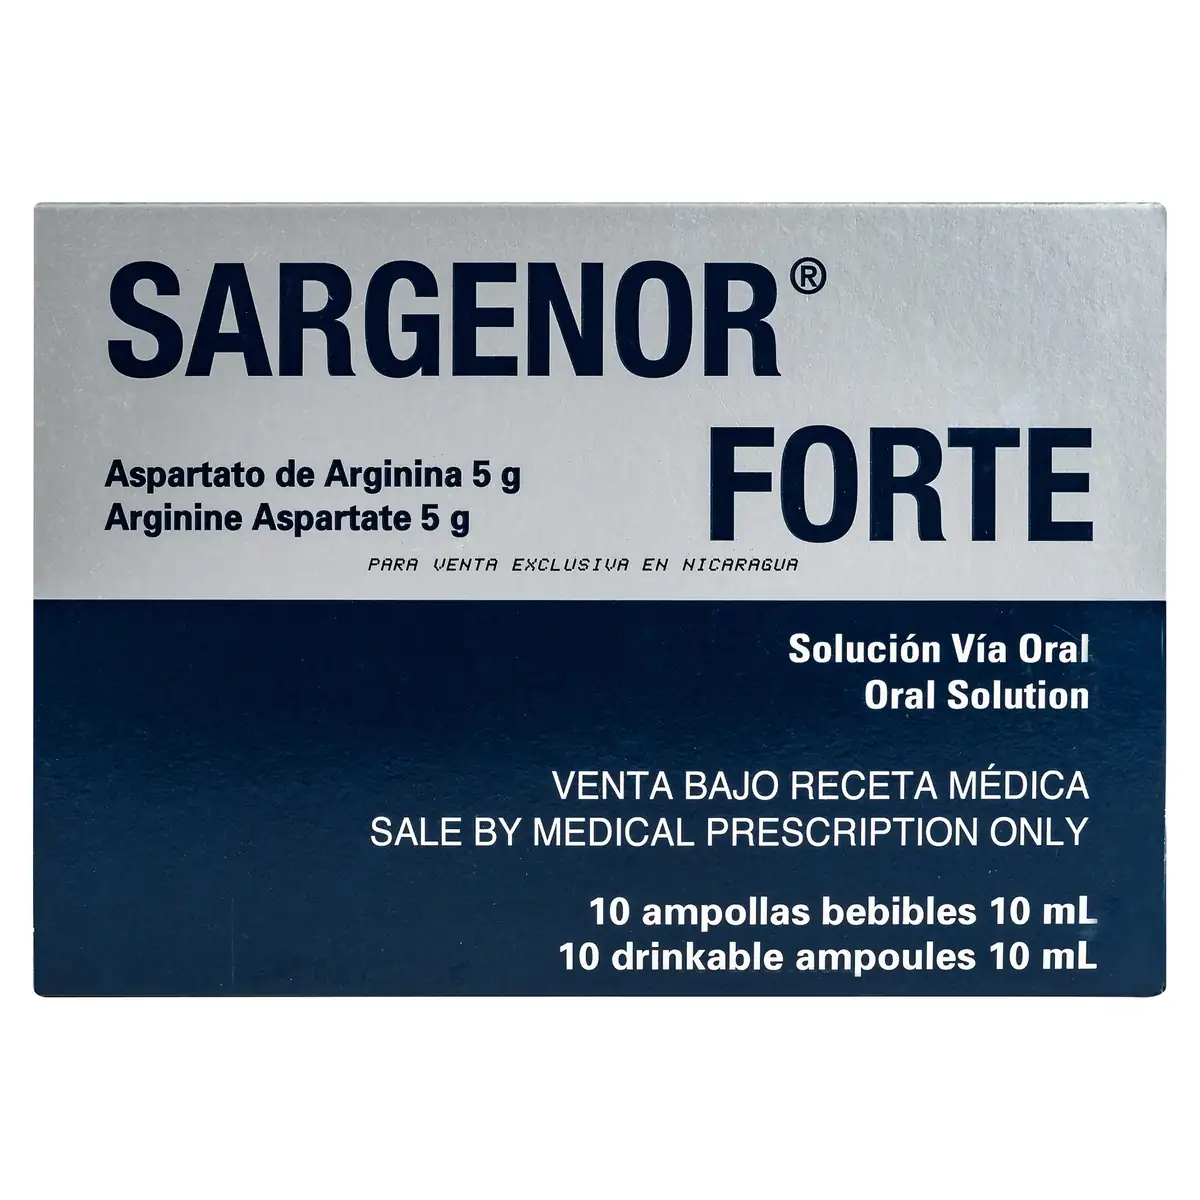 SARGENOR®
FORTE
Aspartato de Arginina 5 g
Arginine Aspartate 5 g
PARA VENTA EXCLUSIVA EN NICARAGUA
Solución Vía Oral
Oral Solution
VENTA BAJO RECETA MÉDICA
SALE BY MEDICAL PRESCRIPTION ONLY
10 ampollas bebibles 10 mL
10 drinkable ampoules 10 mL